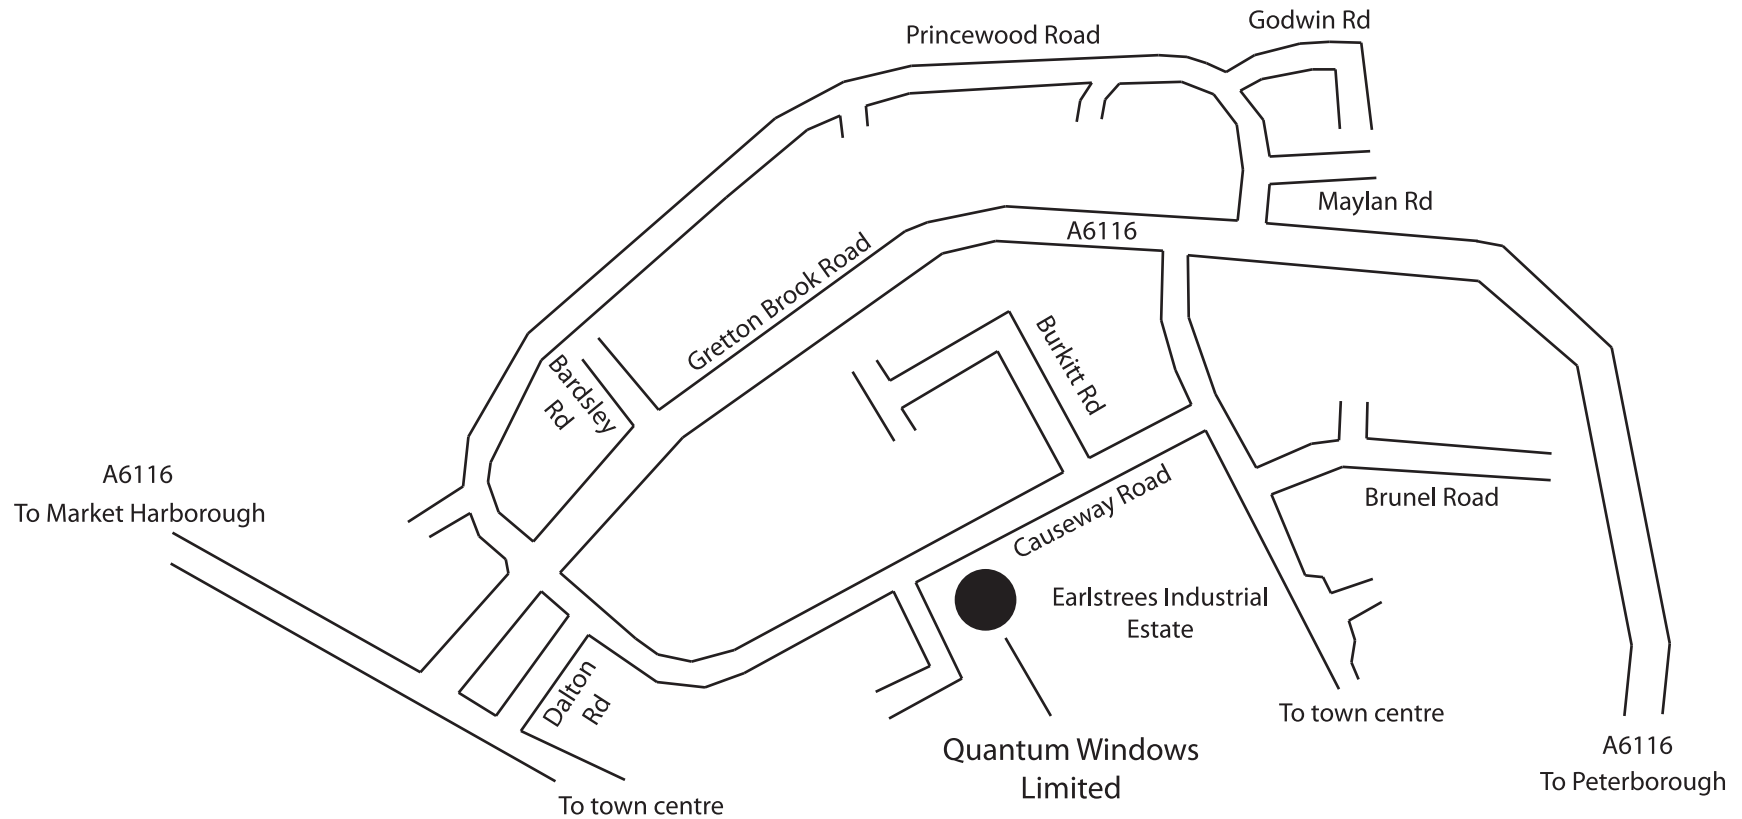 Godwin Rd
Princewood Road
Maylan Rd
A6116
Gretton Brook Road
Burkitt Rd
Bardsley
Rd
A6116
To Market Harborough
Brunel Road
Causeway Road
Earlstrees Industrial
Estate
Dalton
Rd
To town centre
Quantum Windows
Limited
A6116
To Peterborough
To town centre